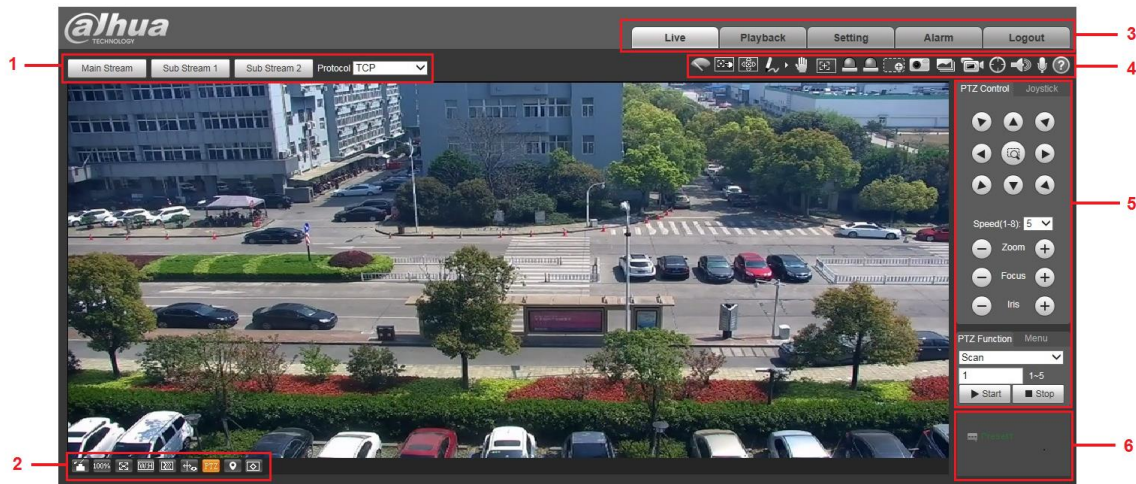 alhua
TECHNOLOGY
Live
Playback
Setting
Alarm
Logout
3
1
Main Stream
Sub Stream 1
Sub Stream 2
Protocol TCP
4
PTZ Control
Joystick
5
Speed(1-8): 5
Zoom
Focus
Iris
PTZ Function
Menu
Scan
1
1~5
Start
Stop
2
100%
W:H
PTZ
6